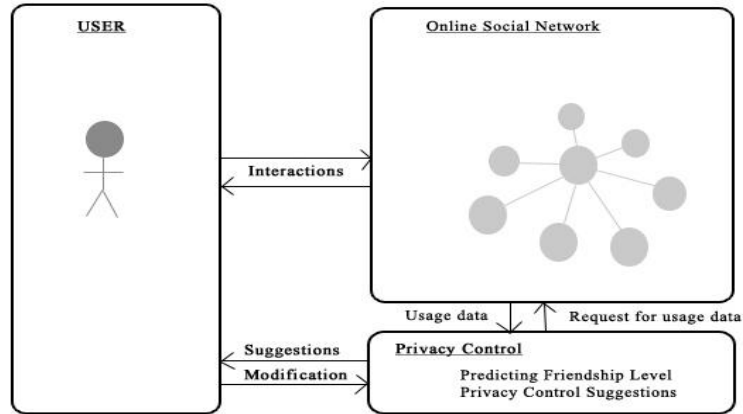 USER
Online Social Network
Interactions
Usage data
Request for usage data
Suggestions
Modification
Privacy Control
Predicting Friendship Level
Privacy Control Suggestions